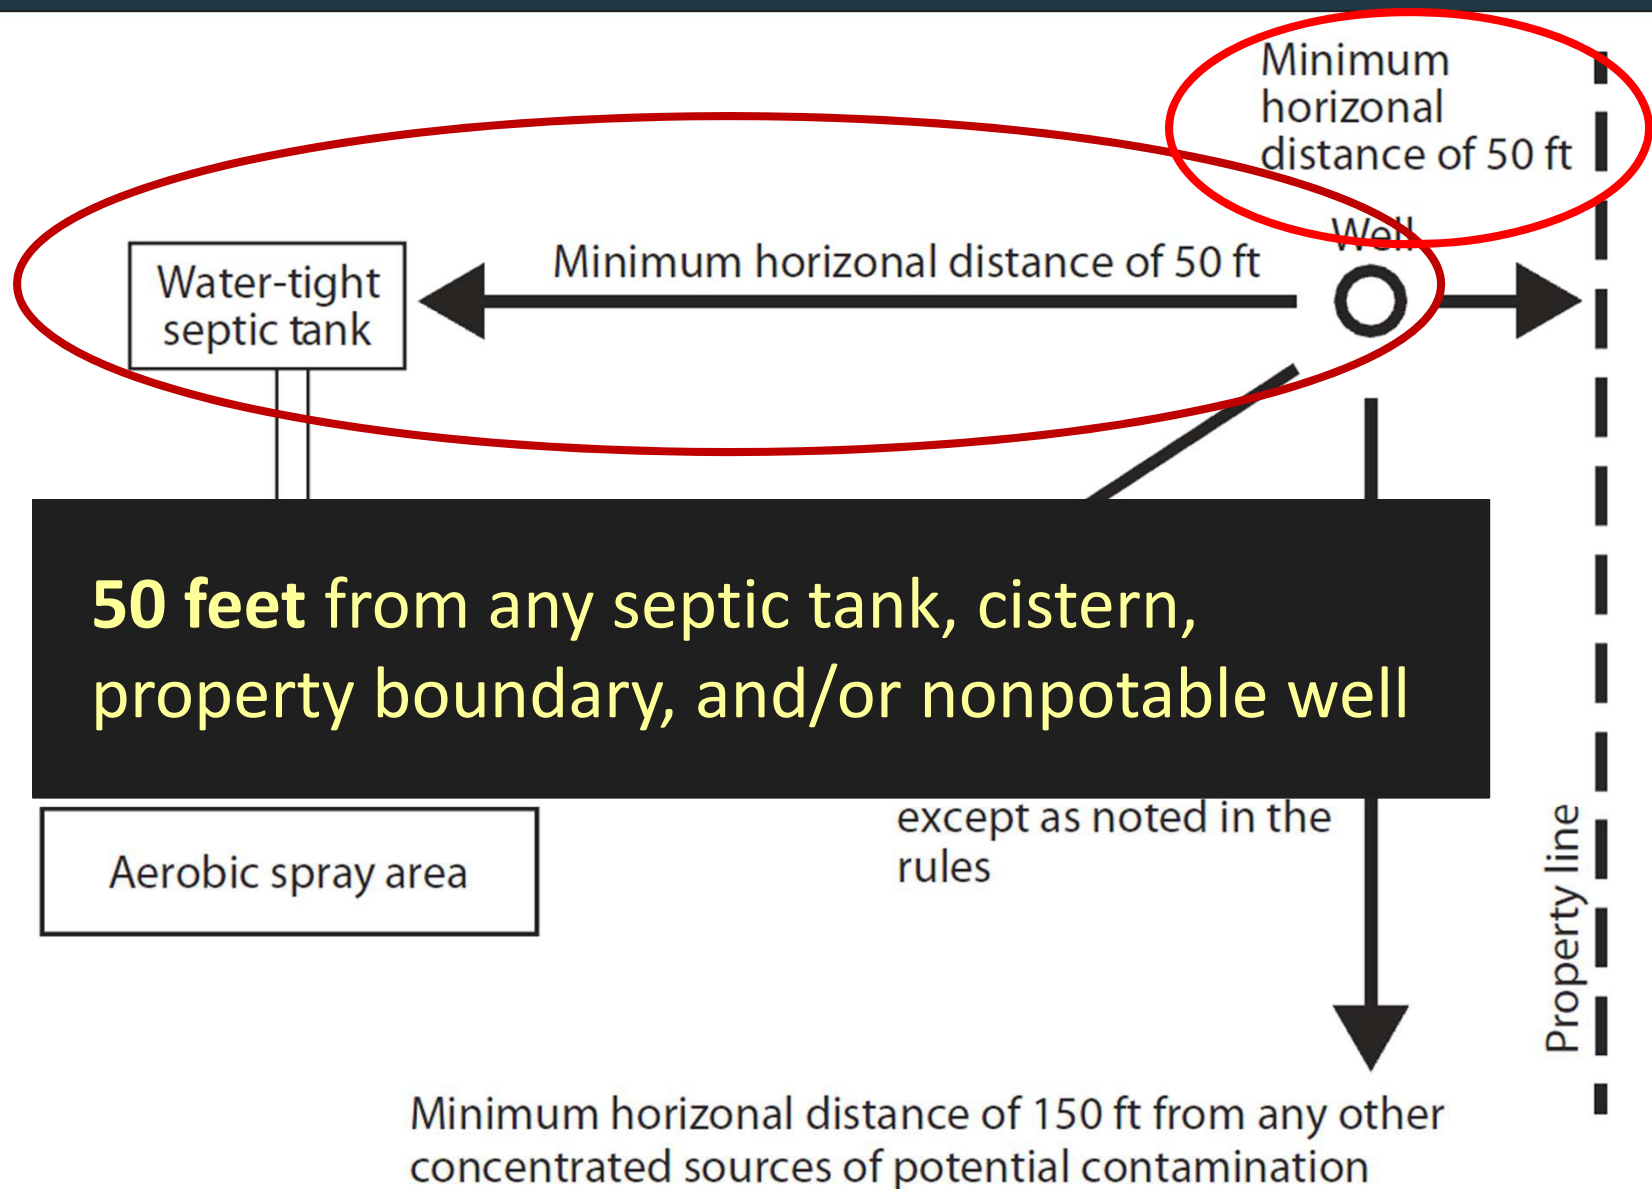 Minimum
horizonal
distance of 50 ft
Well
Minimum horizonal distance of 50 ft
Water-tight
septic tank
50 feet from any septic tank, cistern,
property boundary, and/or nonpotable well
except as noted in the
rules
Aerobic spray area
Property line
Minimum horizonal distance of 150 ft from any other
concentrated sources of potential contamination